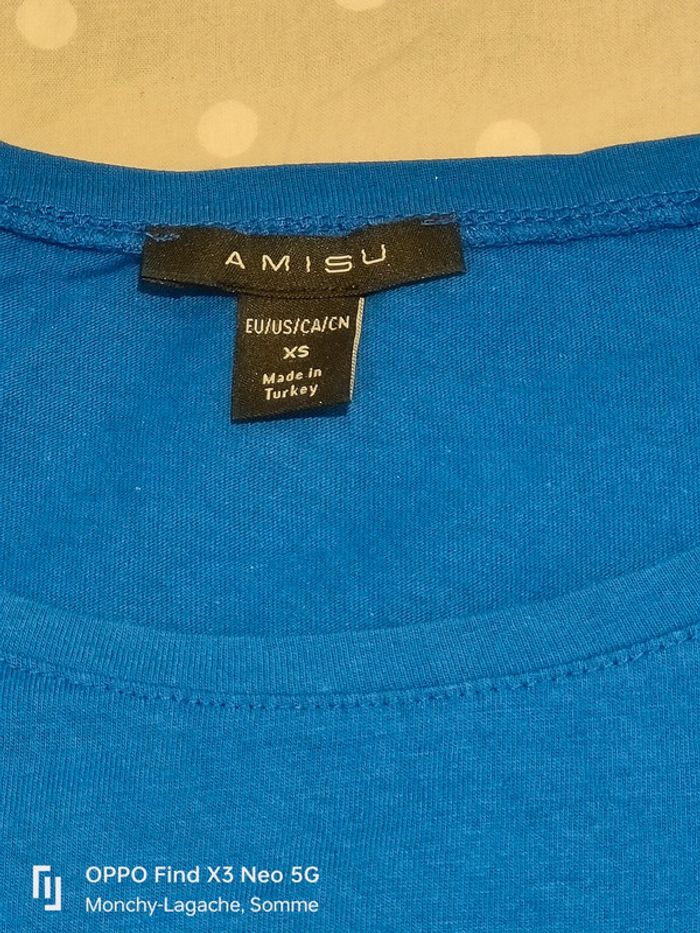 AMISU
EU/US/CA/CN
XS
Made in
Turkey
OPPO Find X3 Neo 5G
Monchy-Lagache, Somme